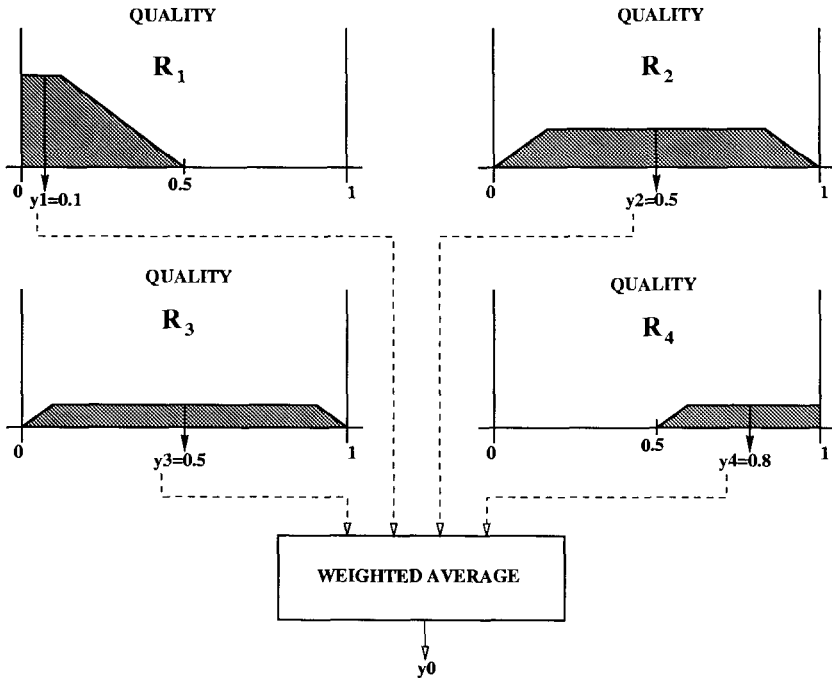 QUALITY
R1
0
0.5
1
y1=0.1
QUALITY
R2
0
1
y2=0.5
QUALITY
R3
0
1
y3=0.5
QUALITY
R4
0
0.5
1
y4=0.8
WEIGHTED AVERAGE
y0